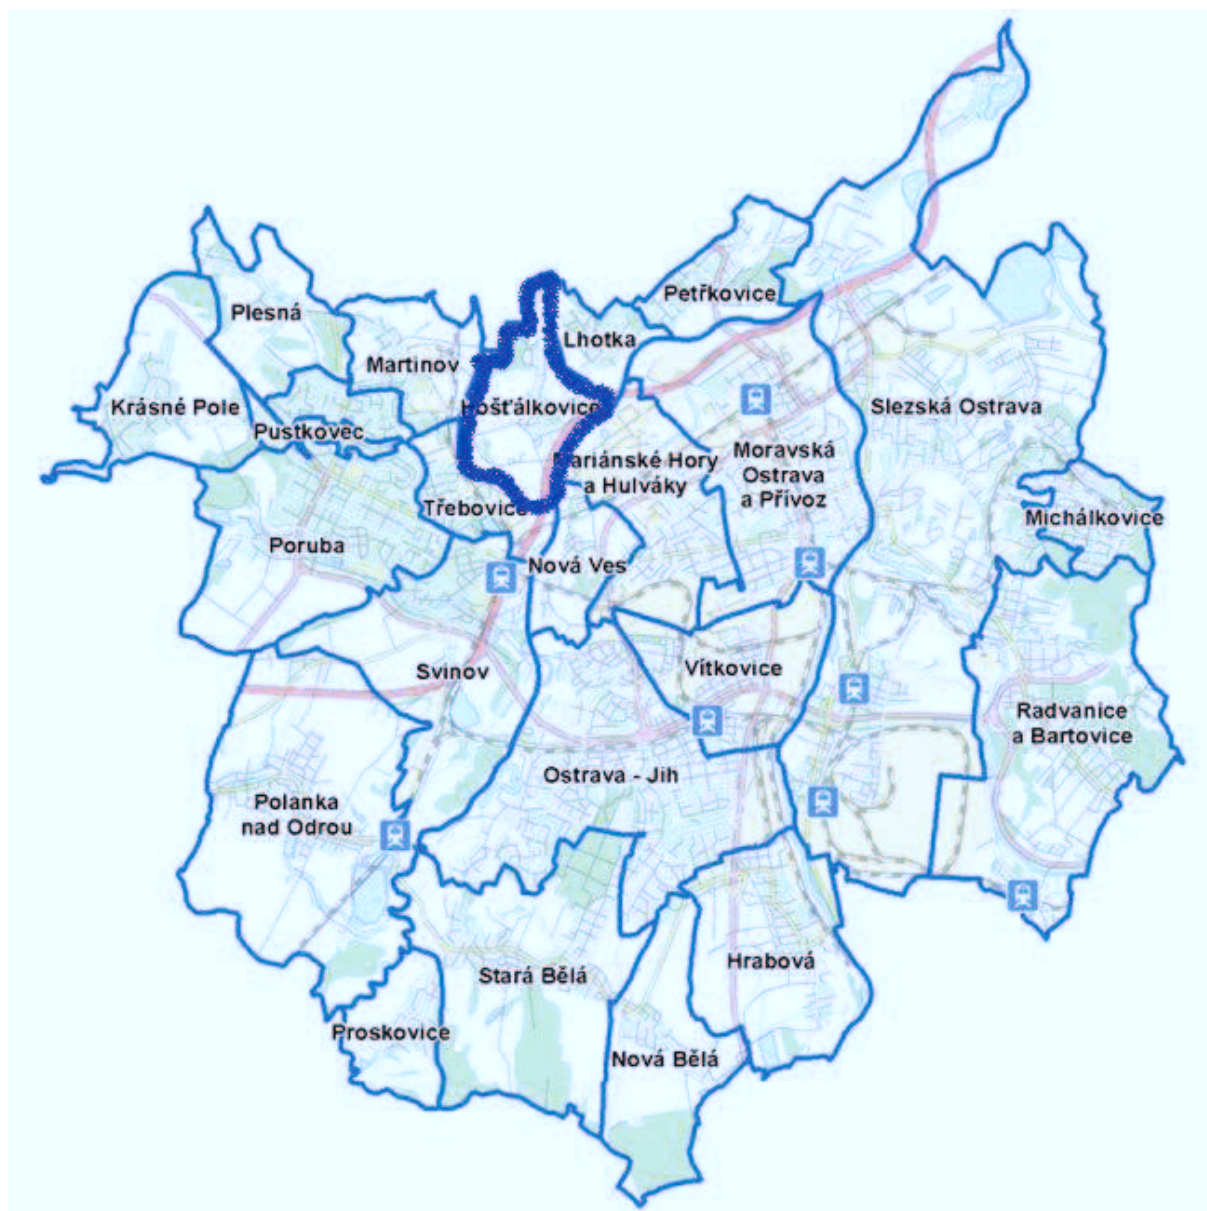 Petřkovice
Plesná
Lhotka
Martinov
Krásné Pole
Hošťálkovice
Slezská Ostrava
Pustkovec
Moravská
Ostrava
a Přívoz
Mariánské Hory
a Hulváky
Třebovice
Michálkovice
Poruba
Nová Ves
Svinov
Vítkovice
Radvanice
a Bartovice
Ostrava - Jih
Polanka
nad Odrou
Hrabová
Stará Bělá
Proskovice
Nová Bělá